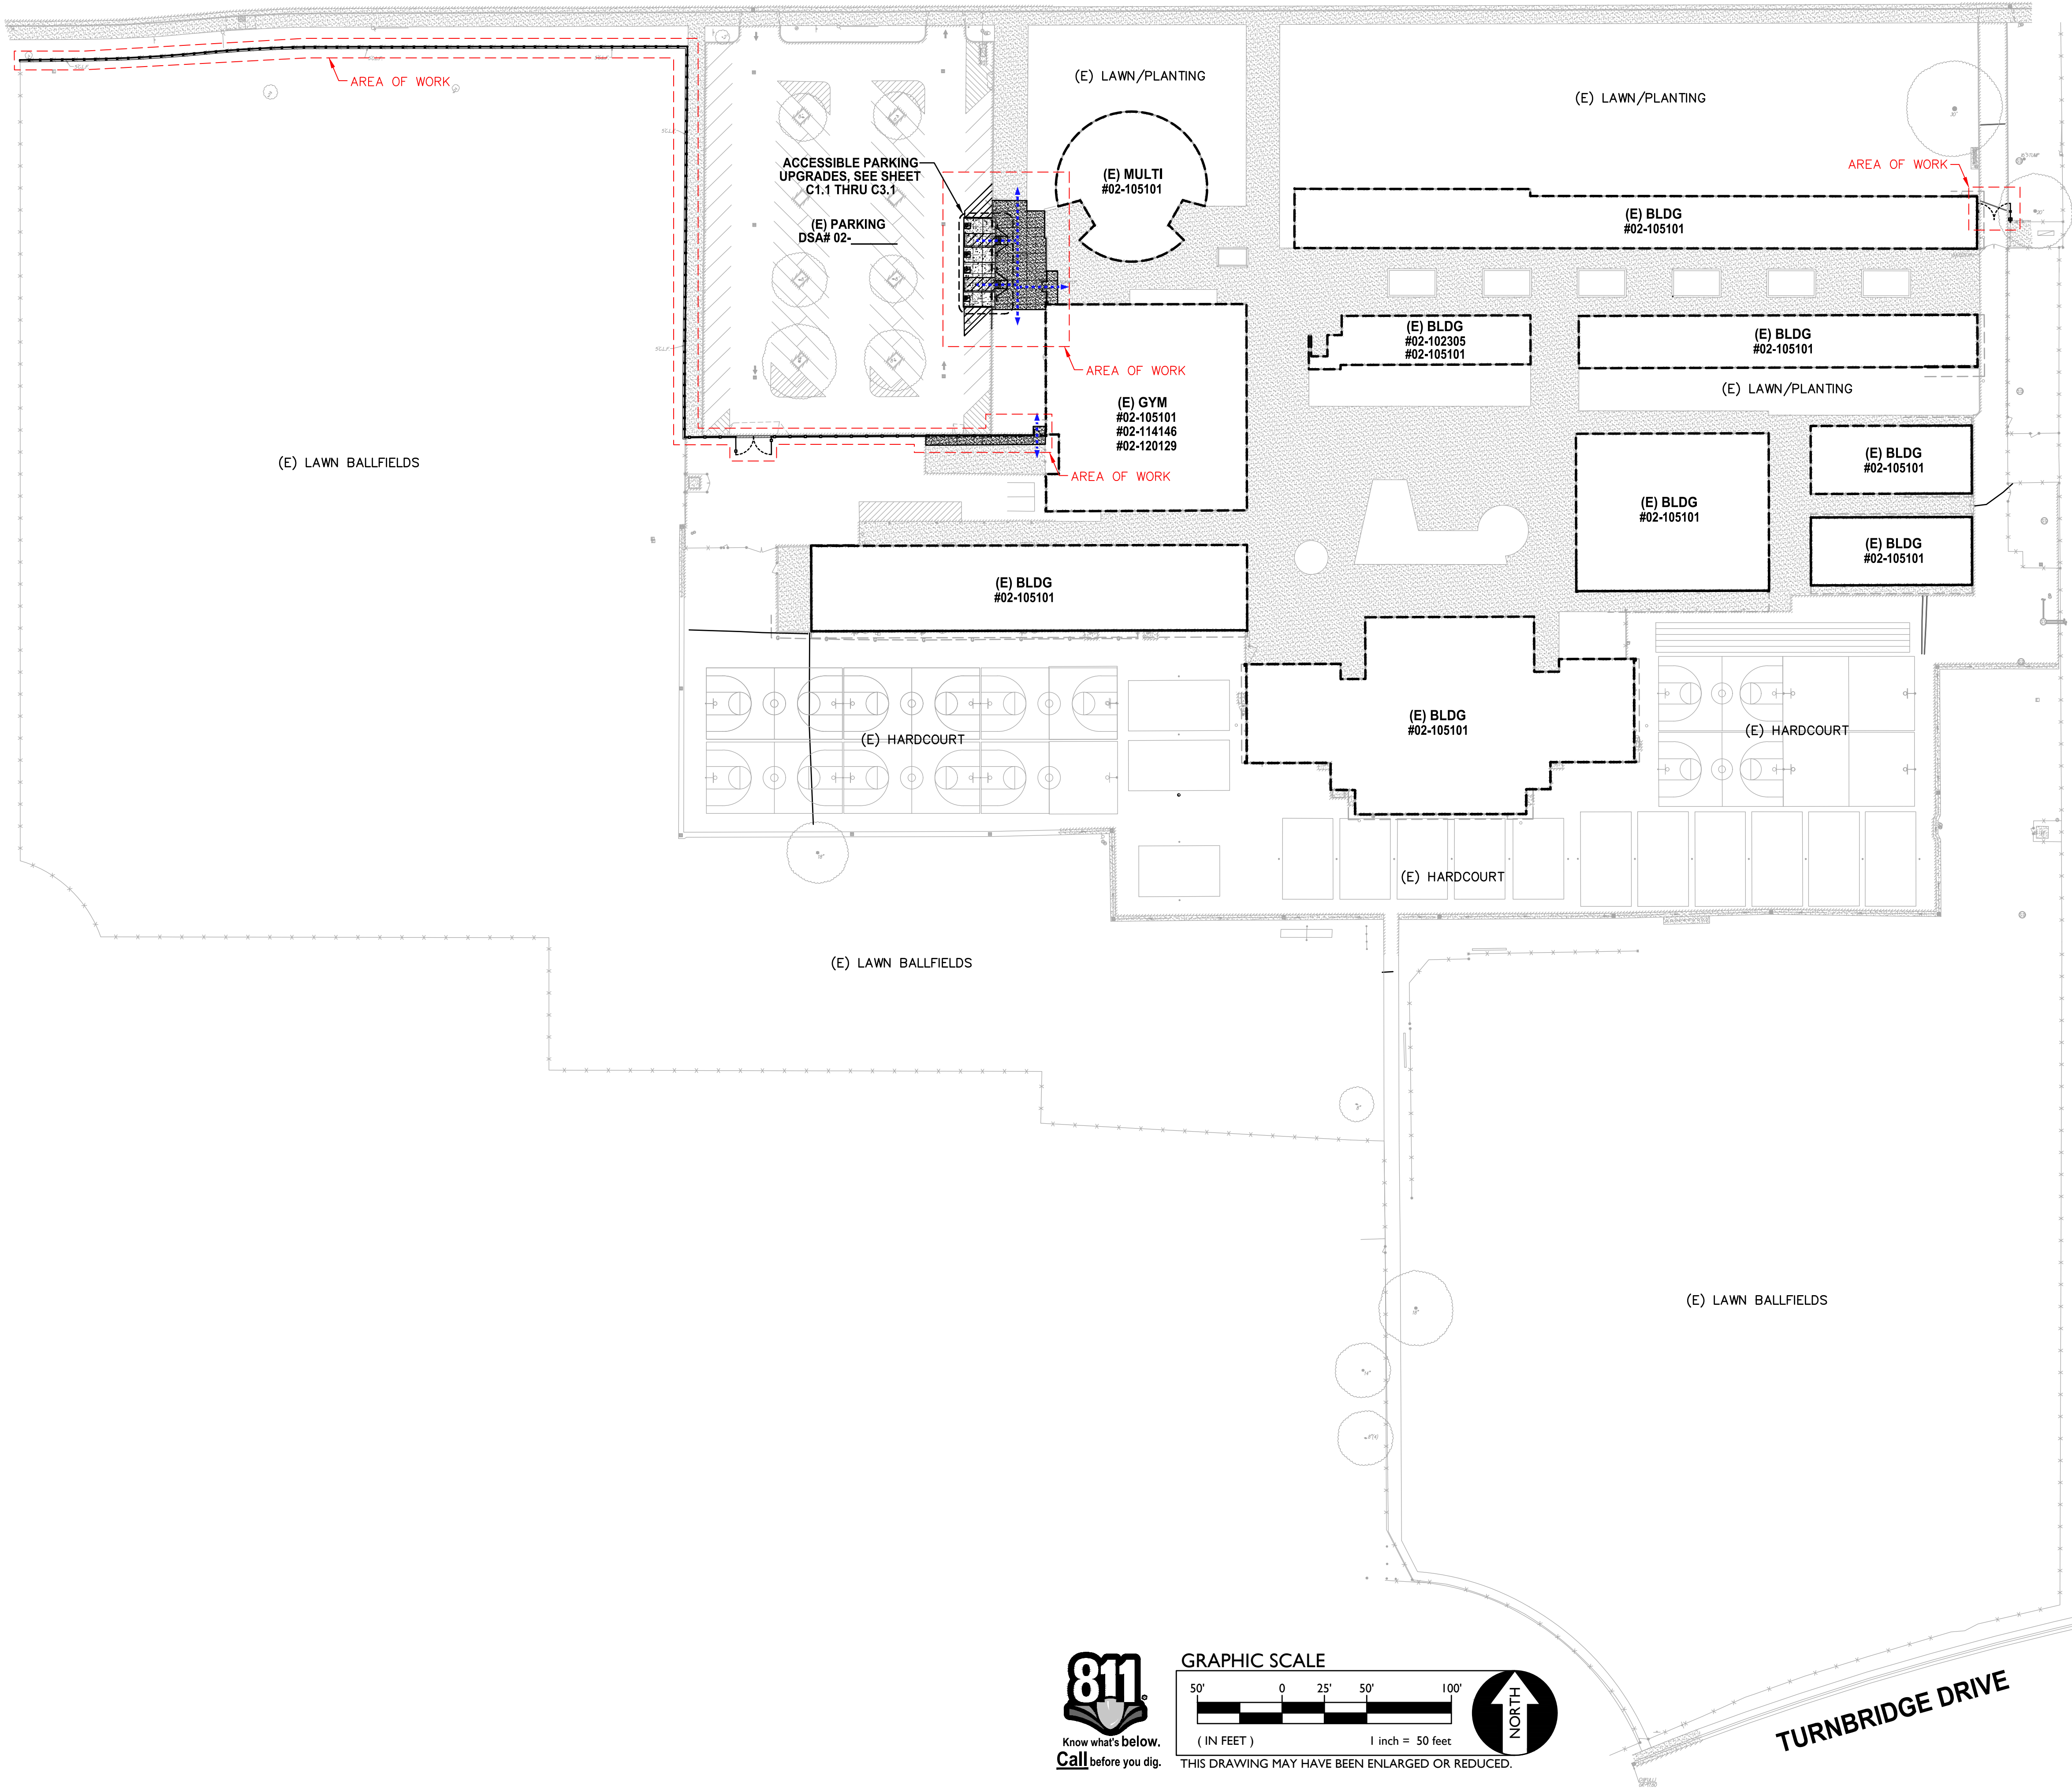 AREA OF WORK
(E) LAWN/PLANTING
(E) LAWN/PLANTING
30"
ACCESSIBLE PARKING
UPGRADES, SEE SHEET
C1.1 THRU C3.1
(E) PARKING
DSA# 02-______
(E) MULTI
#02-105101
(E) BLDG
#02-105101
AREA OF WORK
AREA OF WORK
(E) BLDG
#02-102305
#02-105101
(E) BLDG
#02-105101
(E) LAWN/PLANTING
(E) GYM
#02-105101
#02-114146
#02-120129
AREA OF WORK
(E) LAWN BALLFIELDS
(E) BLDG
#02-105101
(E) BLDG
#02-105101
(E) BLDG
#02-105101
(E) BLDG
#02-105101
(E) HARDCOURT
(E) BLDG
#02-105101
(E) HARDCOURT
18"
(E) HARDCOURT
(E) LAWN BALLFIELDS
(E) LAWN BALLFIELDS
811
Know what's below.
Call before you dig.
GRAPHIC SCALE
50' 0 25' 50' 100'
( IN FEET ) 1 inch = 50 feet
THIS DRAWING MAY HAVE BEEN ENLARGED OR REDUCED.
NORTH
TURNBRIDGE DRIVE